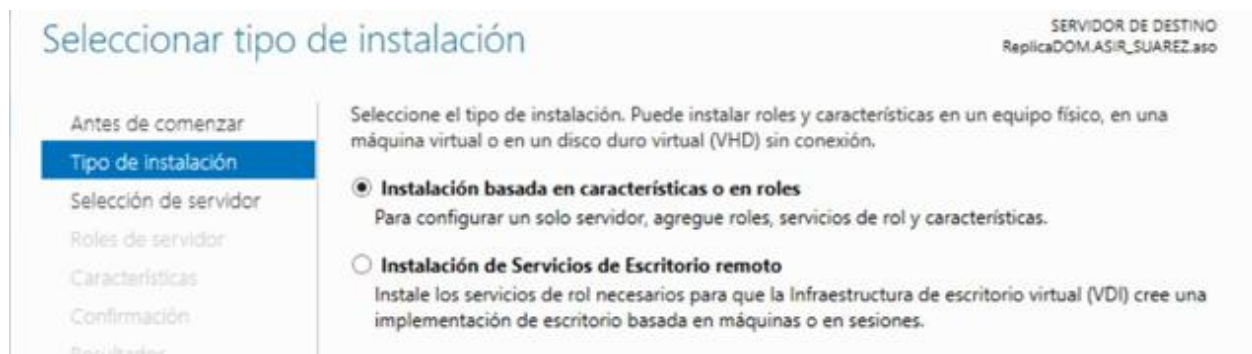 Seleccionar tipo de instalación
SERVIDOR DE DESTINO
ReplicaDOM.ASIR_SUAREZ.aso
Antes de comenzar
Tipo de instalación
Selección de servidor
Roles de servidor
Características
Confirmación
Resultados
Seleccione el tipo de instalación. Puede instalar roles y características en un equipo físico, en una
máquina virtual o en un disco duro virtual (VHD) sin conexión.
Instalación basada en características o en roles
Para configurar un solo servidor, agregue roles, servicios de rol y características.
Instalación de Servicios de Escritorio remoto
Instale los servicios de rol necesarios para que la Infraestructura de escritorio virtual (VDI) cree una
implementación de escritorio basada en máquinas o en sesiones.